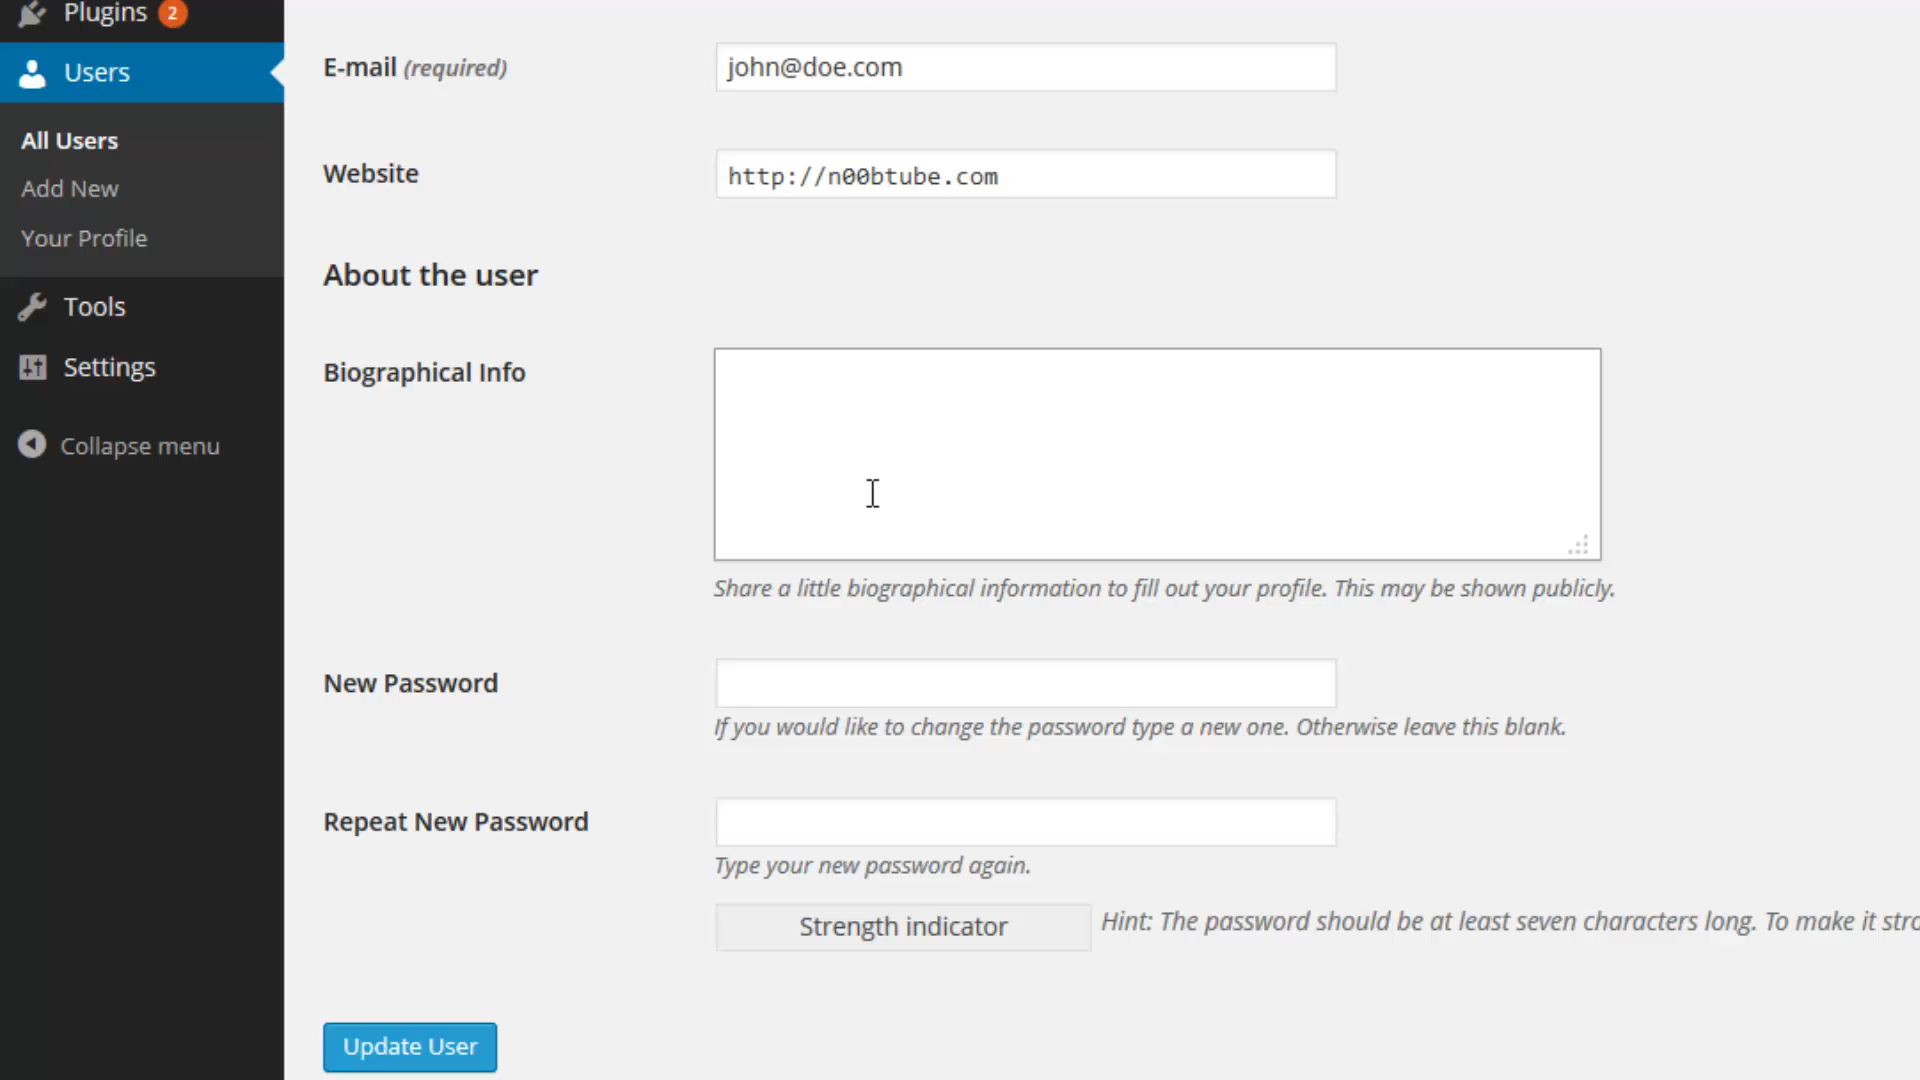 Plugins 2
Users
All Users
Add New
Your Profile
Tools
Settings
Collapse menu
E-mail (required) john@doe.com
Website http://n00btube.com
About the user
Biographical Info
Share a little biographical information to fill out your profile. This may be shown publicly.
New Password
If you would like to change the password type a new one. Otherwise leave this blank.
Repeat New Password
Type your new password again.
Strength indicator Hint: The password should be at least seven characters long. To make it stro
Update User